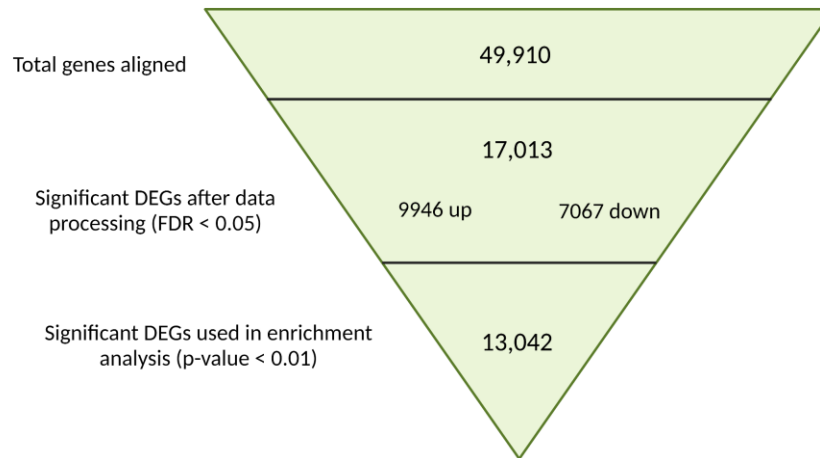 49,910
Total genes aligned
17,013
Significant DEGs after data
processing (FDR < 0.05)
9946 up
7067 down
Significant DEGs used in enrichment
analysis (p-value < 0.01)
13,042